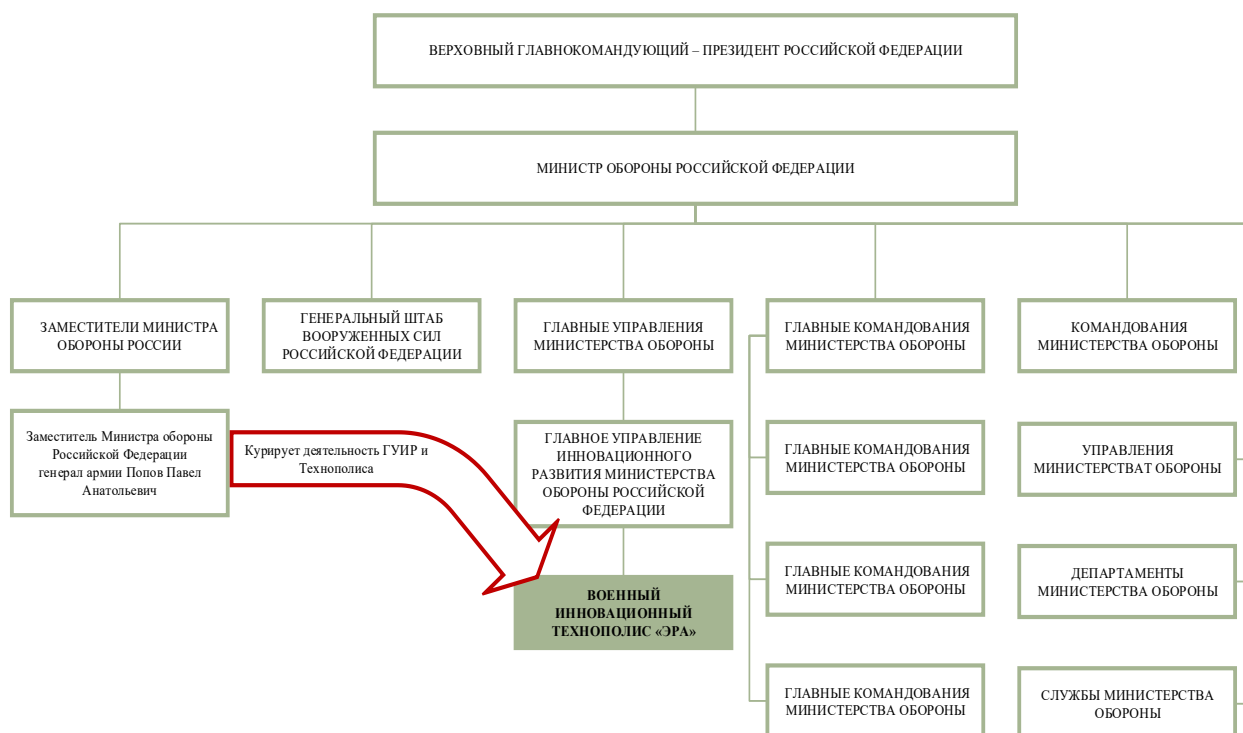 ВЕРХОВНЫЙ ГЛАВНОКОМАНДУЮЩИЙ – ПРЕЗИДЕНТ РОССИЙСКОЙ ФЕДЕРАЦИИ
МИНИСТР ОБОРОНЫ РОССИЙСКОЙ ФЕДЕРАЦИИ
ЗАМЕСТИТЕЛИ МИНИСТРА
ОБОРОНЫ РОССИИ
ГЕНЕРАЛЬНЫЙ ШТАБ
ВООРУЖЕННЫХ СИЛ
РОССИЙСКОЙ ФЕДЕРАЦИИ
ГЛАВНЫЕ УПРАВЛЕНИЯ
МИНИСТЕРСТВА ОБОРОНЫ
ГЛАВНЫЕ КОМАНДОВАНИЯ
МИНИСТЕРСТВА ОБОРОНЫ
КОМАНДОВАНИЯ
МИНИСТЕРСТВА ОБОРОНЫ
Заместитель Министра обороны
Российской Федерации
генерал армии Попов Павел
Анатольевич
Курирует деятельность ГУИР и
Технополиса
ГЛАВНОЕ УПРАВЛЕНИЕ
ИННОВАЦИОННОГО
РАЗВИТИЯ МИНИСТЕРСТВА
ОБОРОНЫ РОССИЙСКОЙ
ФЕДЕРАЦИИ
ГЛАВНЫЕ КОМАНДОВАНИЯ
МИНИСТЕРСТВА ОБОРОНЫ
УПРАВЛЕНИЯ
МИНИСТЕРСТВАТ ОБОРОНЫ
ВОЕННЫЙ
ИННОВАЦИОННЫЙ
ТЕХНОПОЛИС «ЭРА»
ГЛАВНЫЕ КОМАНДОВАНИЯ
МИНИСТЕРСТВА ОБОРОНЫ
ДЕПАРТАМЕНТЫ
МИНИСТЕРСТВА ОБОРОНЫ
ГЛАВНЫЕ КОМАНДОВАНИЯ
МИНИСТЕРСТВА ОБОРОНЫ
СЛУЖБЫ МИНИСТЕРСТВА
ОБОРОНЫ